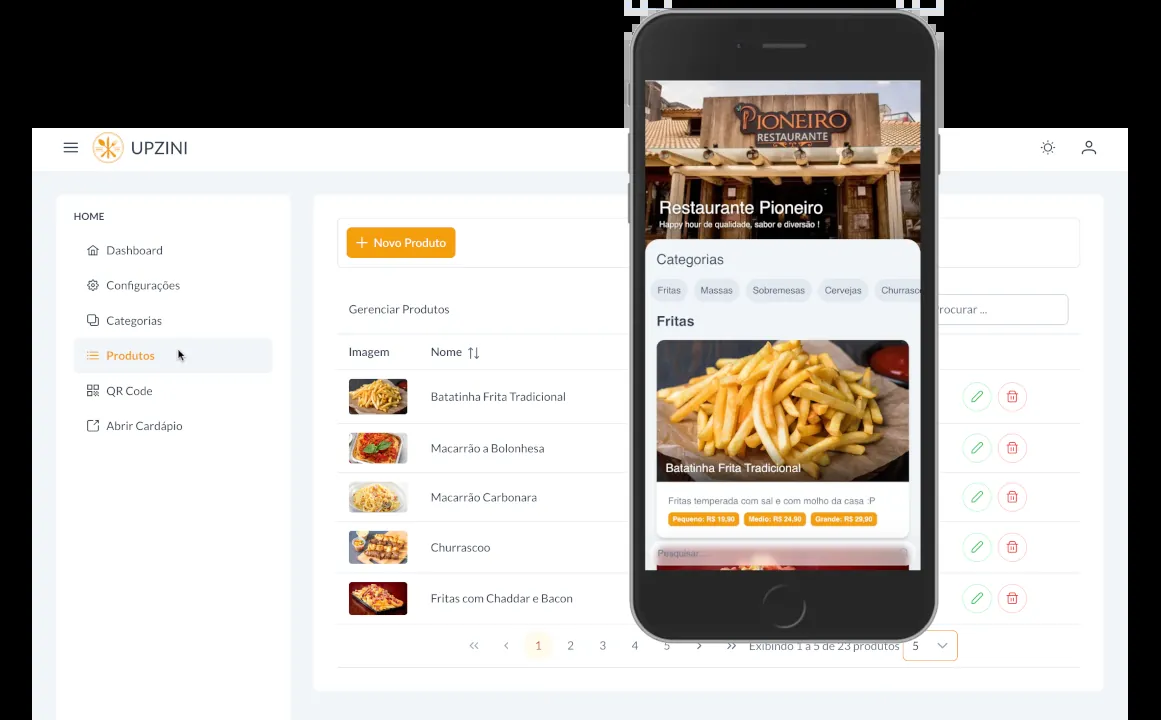 UPZINI
HOME
Dashboard
Configurações
Categorias
Produtos
QR Code
Abrir Cardápio
+ Novo Produto
Gerenciar Produtos
rocurar ...
Imagem
Nome
Batatinha Frita Tradicional
Macarrão a Bolonhesa
Macarrão Carbonara
Churrascoo
Fritas com Chaddar e Bacon
<< < 1 2 3 4 5 > >> Exibindo 1 a 5 de 23 produtos 5
PIONEIRO
RESTAURANTE
Restaurante Pioneiro
Happy hour de qualidade, sabor e diversão !
Categorias
Fritas Massas Sobremesas Cervejas Churrasco
Fritas
Batatinha Frita Tradicional
Fritas temperada com sal e com molho da casa :P
Pequeno: R$ 19,90 Medio: R$ 24,90 Grande: R$ 29,90
Pesquisar...